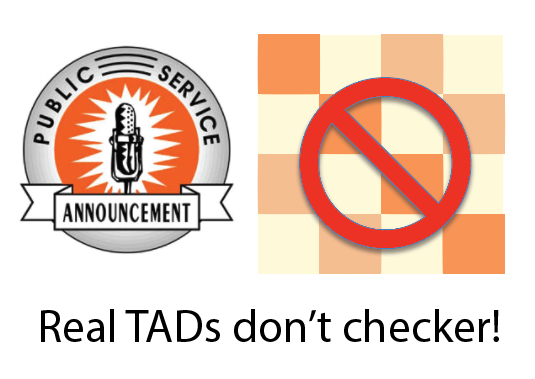 PUBLIC SERVICE
ANNOUNCEMENT
Real TADs don’t checker!